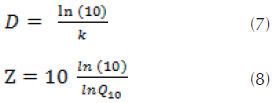 D = ln (10) / k (7)
Z = 10 ln (10) / lnQ₁₀ (8)